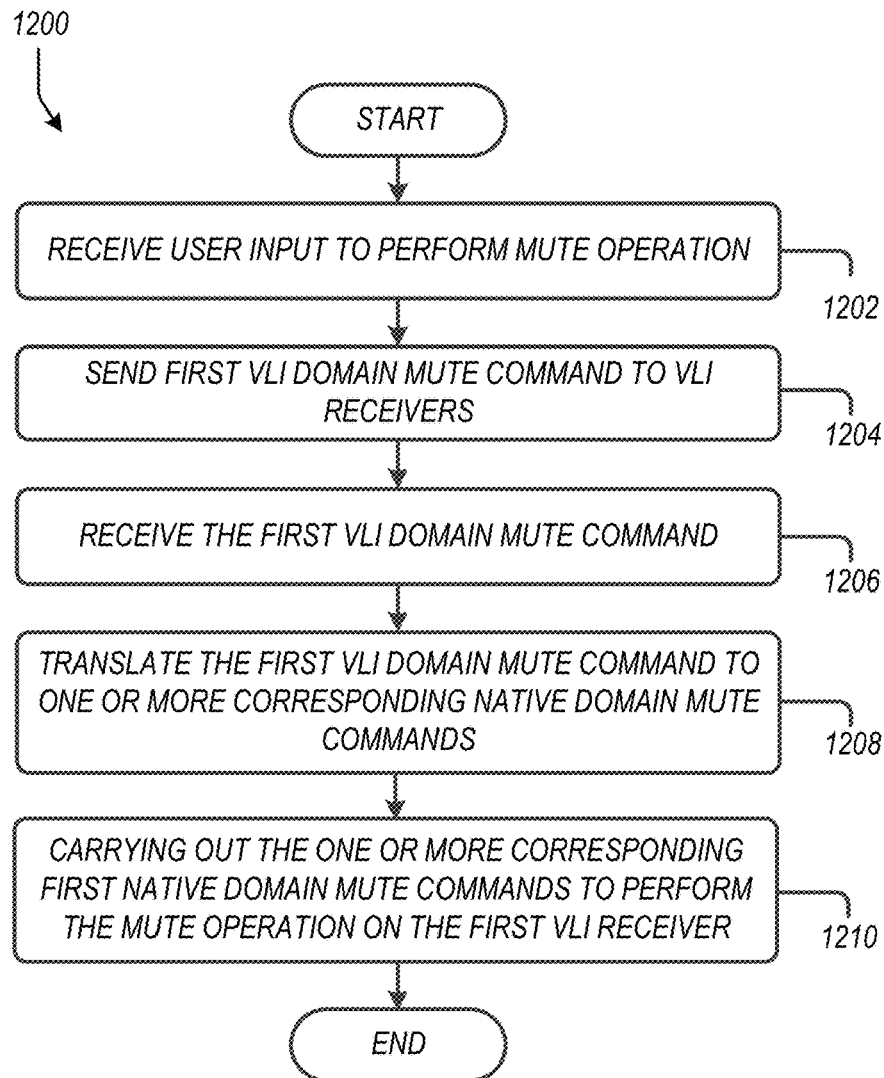 1200
START
RECEIVE USER INPUT TO PERFORM MUTE OPERATION
1202
SEND FIRST VLI DOMAIN MUTE COMMAND TO VLI
RECEIVERS
1204
RECEIVE THE FIRST VLI DOMAIN MUTE COMMAND
1206
TRANSLATE THE FIRST VLI DOMAIN MUTE COMMAND TO
ONE OR MORE CORRESPONDING NATIVE DOMAIN MUTE
COMMANDS
1208
CARRYING OUT THE ONE OR MORE CORRESPONDING
FIRST NATIVE DOMAIN MUTE COMMANDS TO PERFORM
THE MUTE OPERATION ON THE FIRST VLI RECEIVER
1210
END